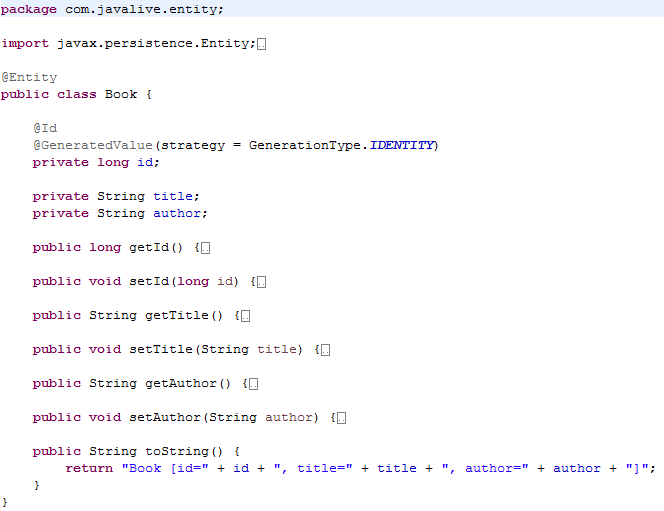 package com.javalive.entity;
import javax.persistence.Entity;
@Entity
public class Book {
@Id
@GeneratedValue(strategy = GenerationType.IDENTITY)
private long id;
private String title;
private String author;
public long getId() {
public void setId(long id) {
public String getTitle() {
public void setTitle(String title) {
public String getAuthor() {
public void setAuthor(String author) {
public String toString() {
return "Book [id=" + id + ", title=" + title + ", author=" + author + "]";
}
}